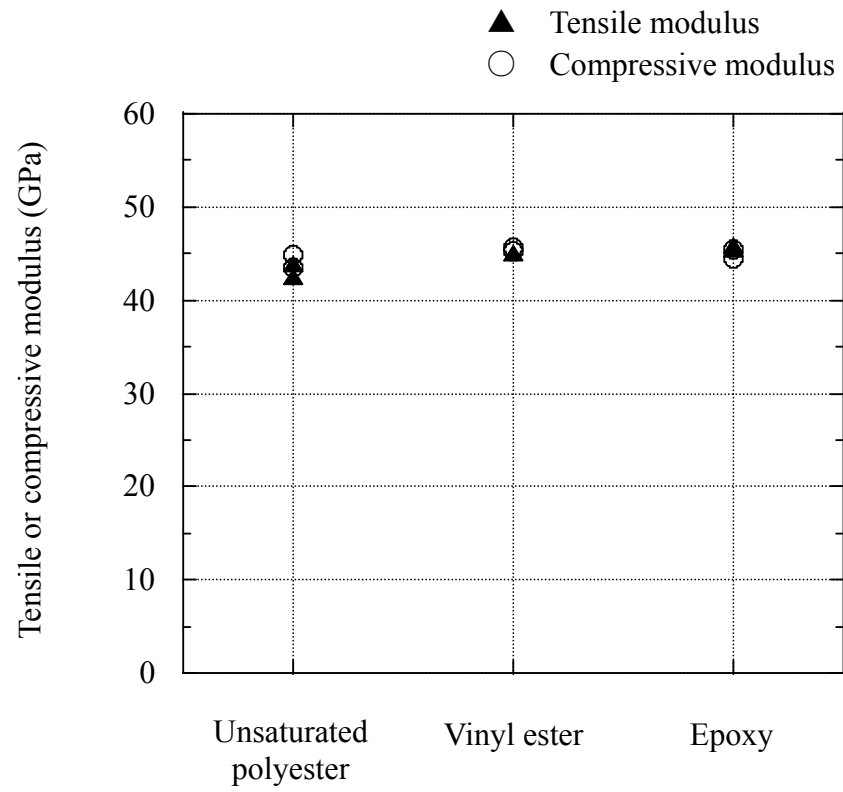 Tensile modulus
Compressive modulus
Tensile or compressive modulus (GPa)
60
50
40
30
20
10
0
Unsaturated
polyester
Vinyl ester
Epoxy